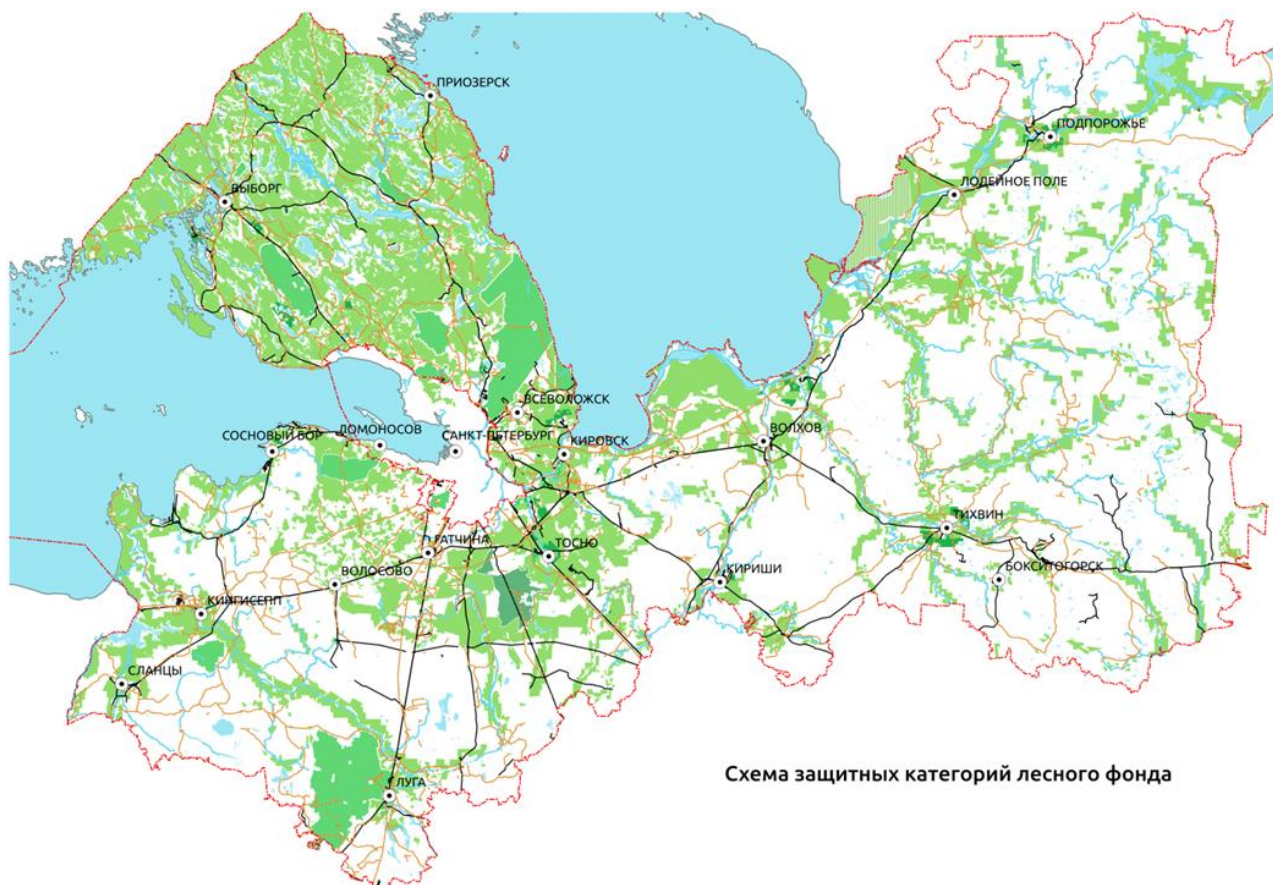 ПРИОЗЕРСК
ПОДПОРОЖЬЕ
ВЫБОРГ
ЛОДЕЙНОЕ ПОЛЕ
ВСЕВОЛОЖСК
СОСНОВЫЙ БОР
ЛОМОНОСОВ
САНКТ-ПЕТЕРБУРГ
КИРОВСК
ВОЛХОВ
ТИХВИН
ГАТЧИНА
ТОСНО
ВОЛОСОВО
КИРИШИ
БОКСИТОГОРСК
КИНГИСЕПП
СЛАНЦЫ
Схема защитных категорий лесного фонда
ЛУГА